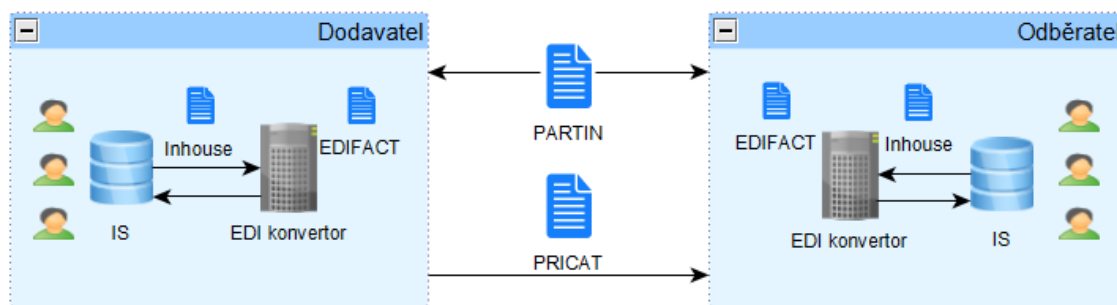 Dodavatel
Inhouse
EDIFACT
IS
EDI konvertor
PARTIN
PRICAT
Odběratel
EDIFACT
Inhouse
EDI konvertor
IS